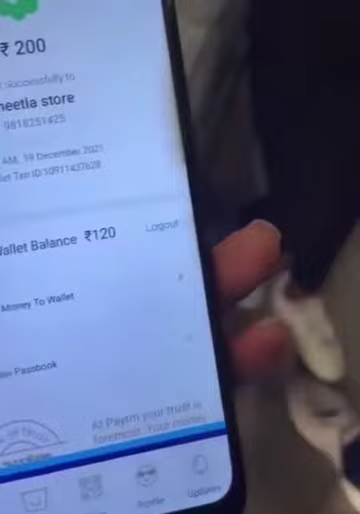 ₹ 200
successfully to
neetla store
9818251425
AM, 19 December 2021
let Txn ID:10911437628
Wallet Balance ₹120
Logout
Money To Wallet
Passbook
At Paytm your trust is
foremost. Your money
Profile
Updates